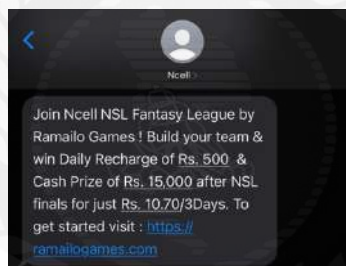 Ncell
Join Ncell NSL Fantasy League by
Ramailo Games ! Build your team &
win Daily Recharge of Rs. 500 &
Cash Prize of Rs. 15,000 after NSL
finals for just Rs. 10.70/3Days. To
get started visit : https://
ramailogames.com